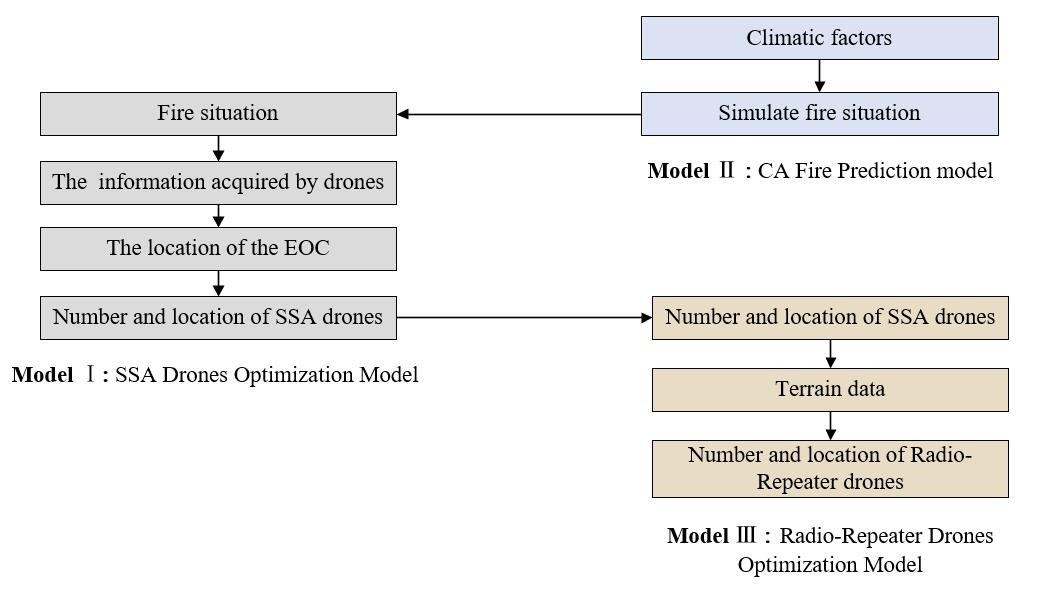 Climatic factors
Simulate fire situation
Model Ⅱ : CA Fire Prediction model
Fire situation
The information acquired by drones
The location of the EOC
Number and location of SSA drones
Model Ⅰ : SSA Drones Optimization Model
Number and location of SSA drones
Terrain data
Number and location of Radio-
Repeater drones
Model Ⅲ : Radio-Repeater Drones
Optimization Model